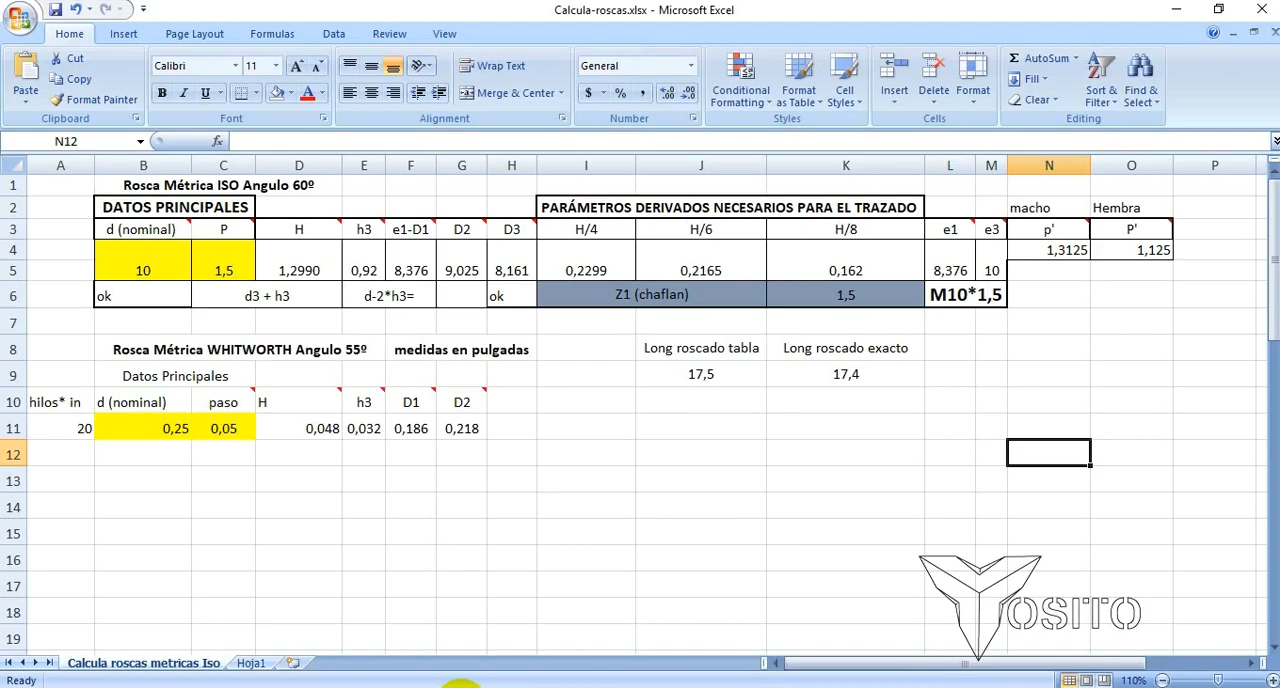 Calcula-roscas.xlsx - Microsoft Excel
Home Insert Page Layout Formulas Data Review View
Paste Cut Calibri 11 Wrap Text General Conditional Formatting Format as Table Cell Styles Insert Delete Format AutoSum Sort & Filter Find & Select
Copy Fill
Format Painter B I U A Merge & Center $ % , Clear
Clipboard Font Alignment Number Styles Cells Editing
N12 fx
A B C D E F G H I J K L M N O P
1 Rosca Métrica ISO Angulo 60º
2 DATOS PRINCIPALES PARÁMETROS DERIVADOS NECESARIOS PARA EL TRAZADO macho Hembra
3 d (nominal) P H h3 e1-D1 D2 D3 H/4 H/6 H/8 e1 e3 p' P'
4 1,3125 1,125
5 10 1,5 1,2990 0,92 8,376 9,025 8,161 0,2299 0,2165 0,162 8,376 10
6 ok d3 + h3 d-2*h3= ok Z1 (chaflan) 1,5 M10*1,5
7
8 Rosca Métrica WHITWORTH Angulo 55º medidas en pulgadas Long roscado tabla Long roscado exacto
9 Datos Principales 17,5 17,4
10 hilos* in d (nominal) paso H h3 D1 D2
11 20 0,25 0,05 0,048 0,032 0,186 0,218
12
13
14
15
16
17
18 YOSITO
19
Calcula roscas metricas Iso Hoja1
Ready 110%